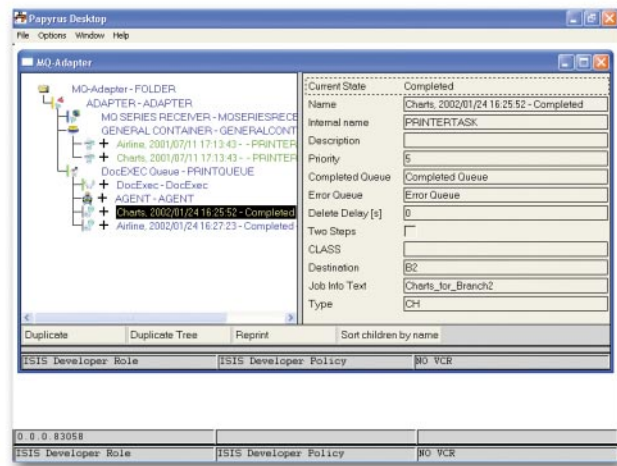 Papyrus Desktop
File Options Window Help
MQ-Adapter
MQ-Adapter - FOLDER
ADAPTER - ADAPTER
MQ SERIES RECEIVER - MQSERIESRECE
GENERAL CONTAINER - GENERALCONT
Airline, 2001/07/11 17:13:43 - - PRINTER
Charts, 2001/07/11 17:13:43 - - PRINTER
DocEXEC Queue - PRINTQUEUE
DocExec - DocExec
AGENT - AGENT
Charts, 2002/01/24 16:25:52 - Completed
Airline, 2002/01/24 16:27:23 - Completed -
Current State Completed
Name Charts, 2002/01/24 16:25:52 - Completed
Internal name PRINTERTASK
Description
Priority 5
Completed Queue Completed Queue
Error Queue Error Queue
Delete Delay [s] 0
Two Steps
CLASS
Destination B2
Job Info Text Charts_for_Branch2
Type CH
Duplicate Duplicate Tree Reprint Sort children by name
ISIS Developer Role ISIS Developer Policy NO VCR
0.0.0.83058
ISIS Developer Role ISIS Developer Policy NO VCR